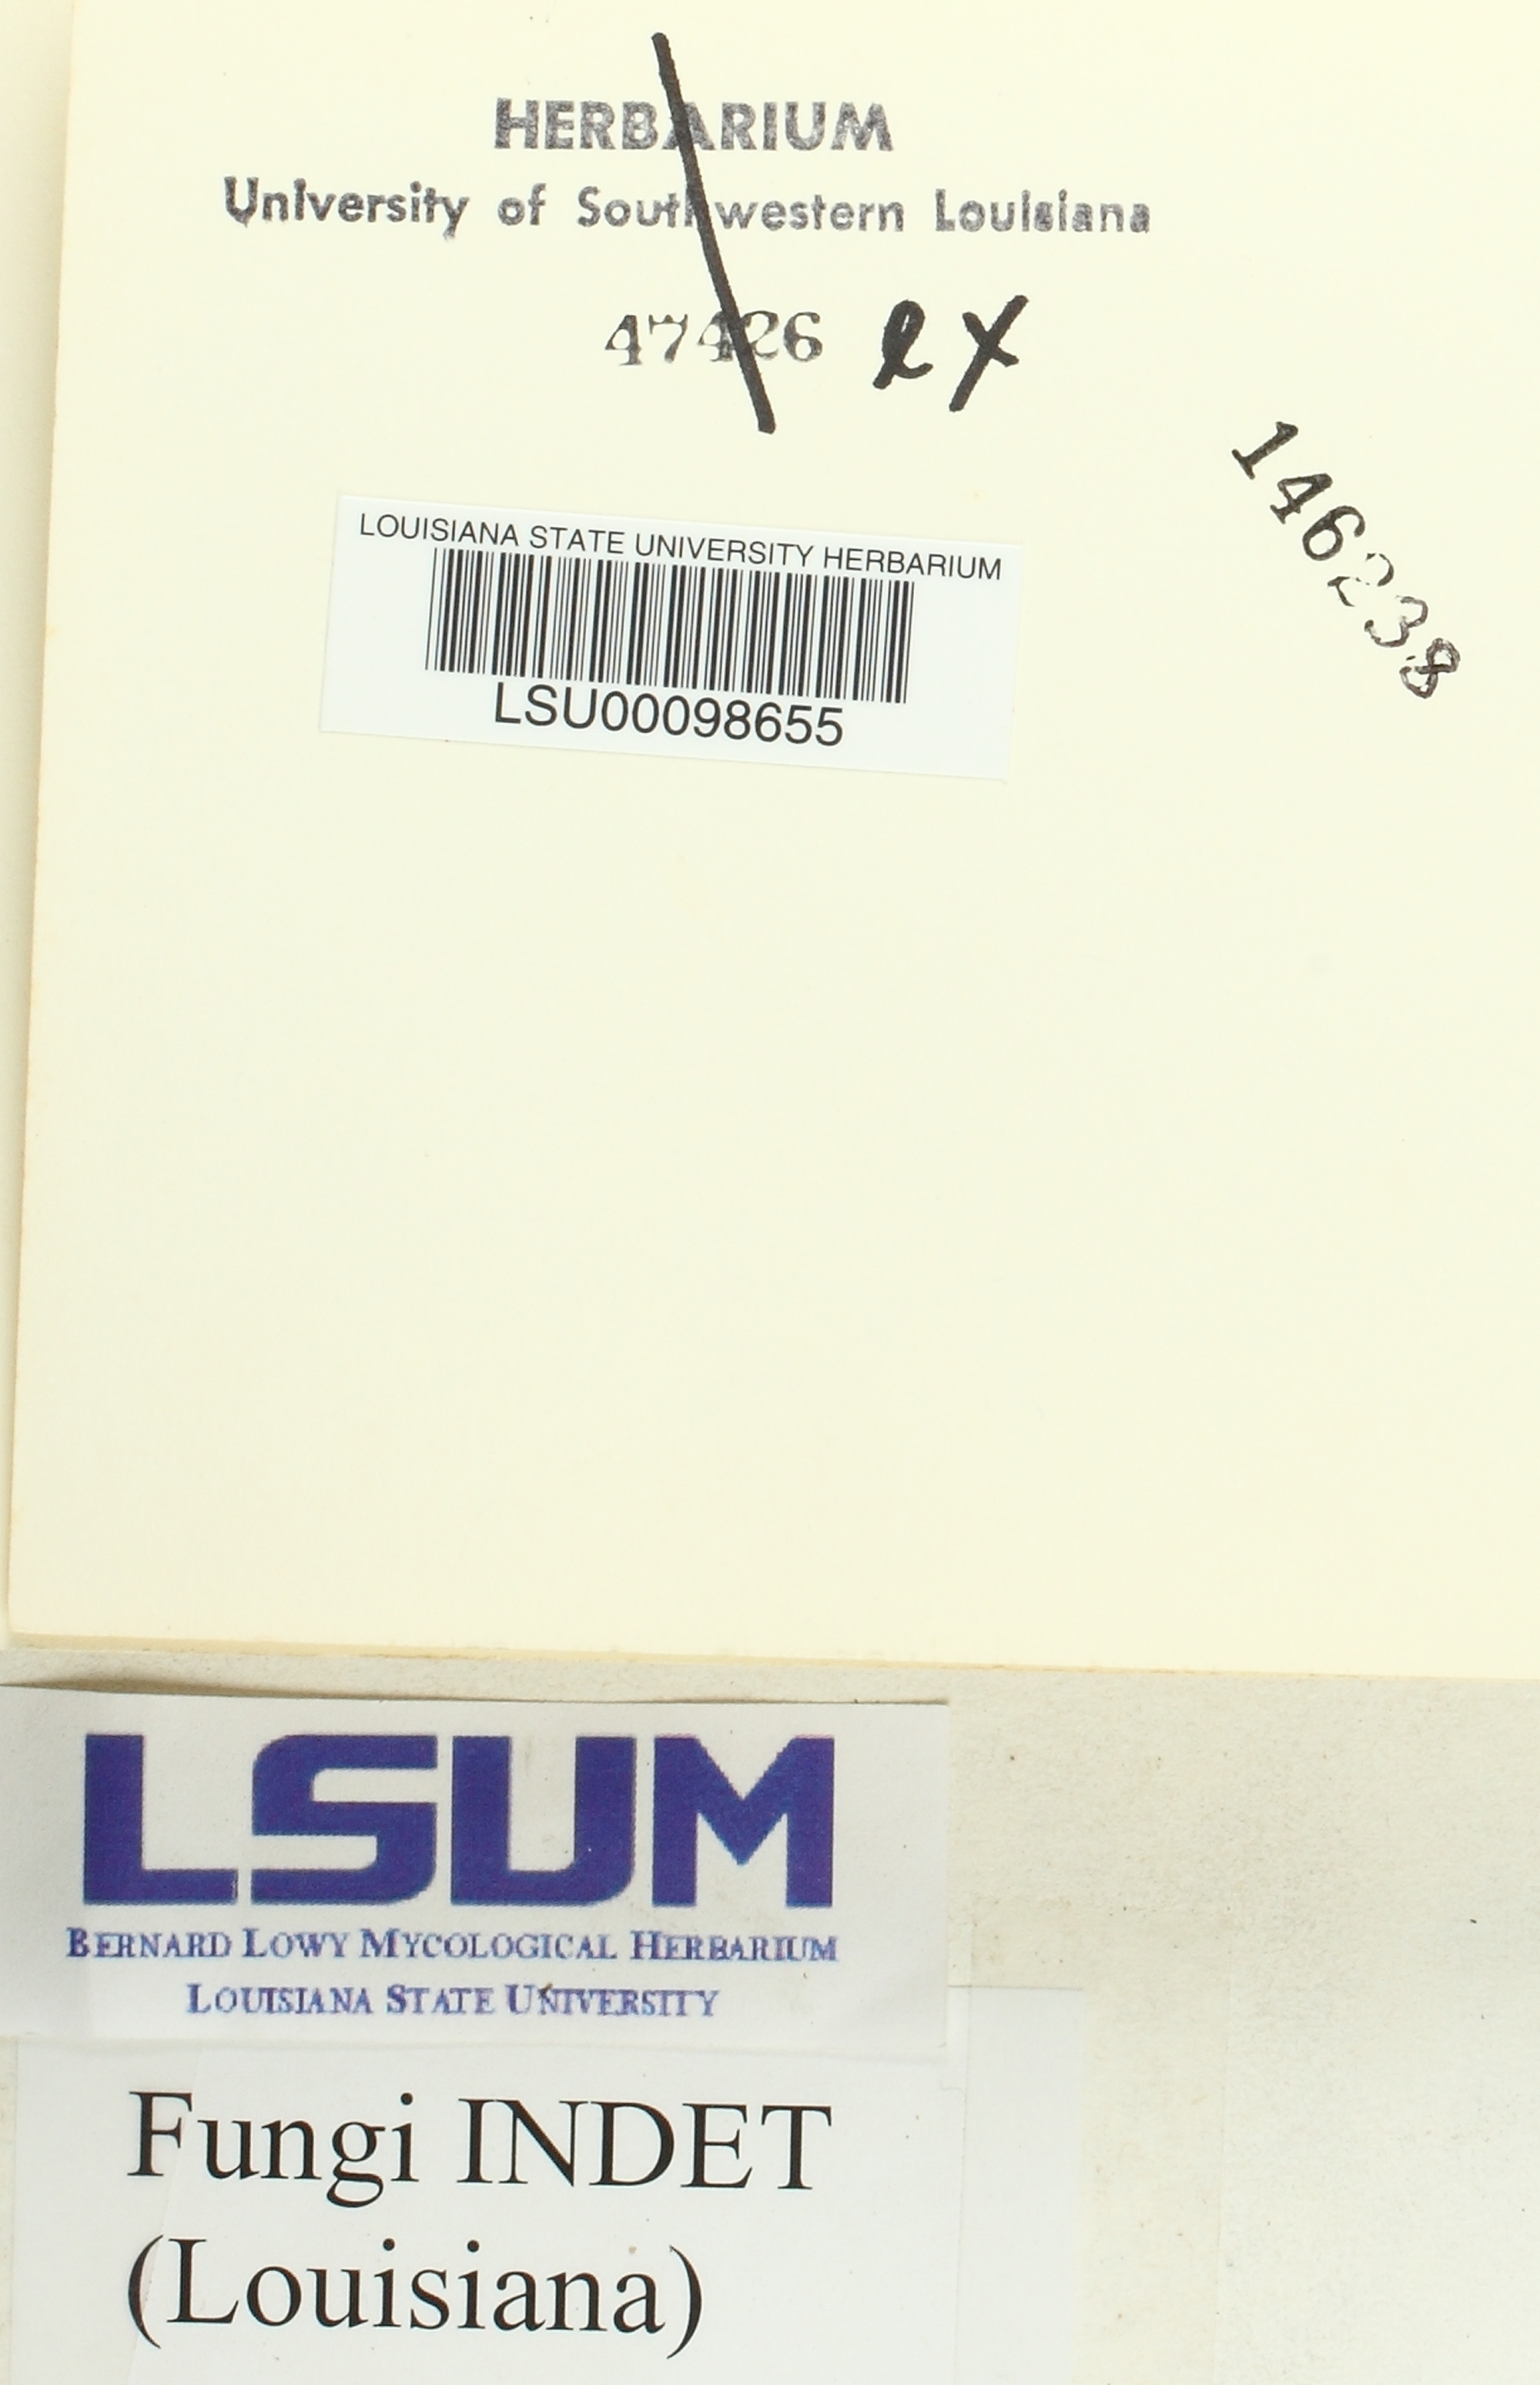 HERBARIUM
University of Southwestern Louisiana
47426 ex
146238
LOUISIANA STATE UNIVERSITY HERBARIUM
LSU00098655
LSUM
BERNARD LOWY MYCOLOGICAL HERBARIUM
LOUISIANA STATE UNIVERSITY
Fungi INDET
(Louisiana)